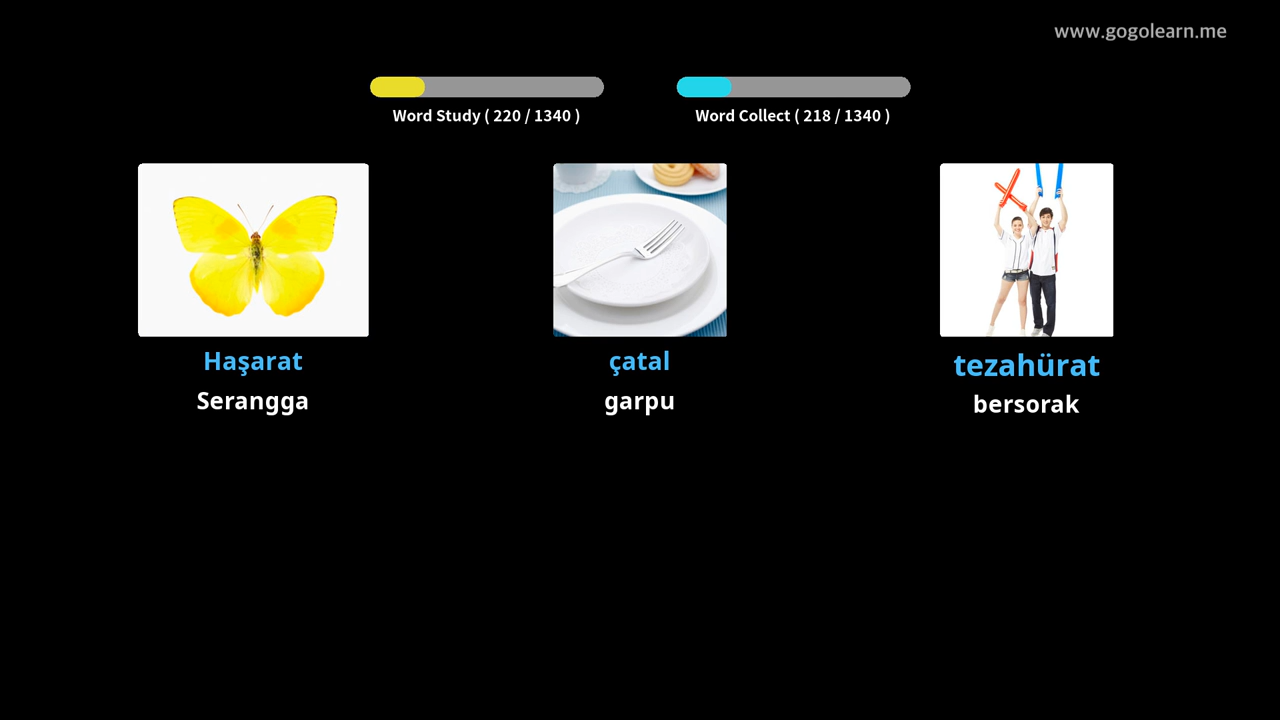 www.gogolearn.me
Word Study ( 220 / 1340 )
Word Collect ( 218 / 1340 )
Haşarat
Serangga
çatal
garpu
tezahürat
bersorak